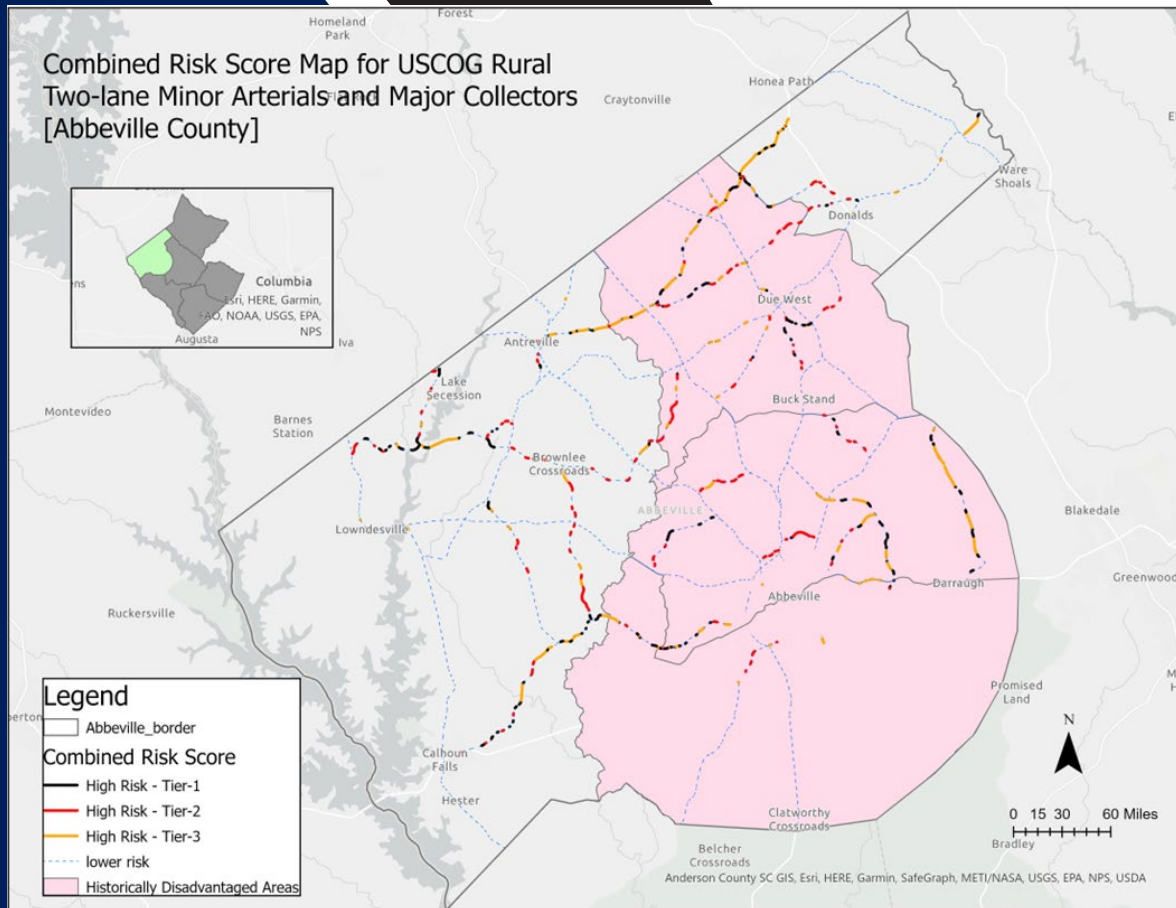 Homeland
Park
Forest
Combined Risk Score Map for USCOG Rural
Two-lane Minor Arterials and Major Collectors
[Abbeville County]
Honea Path
Craytonville
Ware
Shoals
Donalds
Columbia
Esri, HERE, Garmin,
FAO, NOAA, USGS, EPA,
NPS
Augusta
Iva
Due West
Antreville
Lake
Secession
Montevideo
Barnes
Station
Buck Stand
Brownlee
Crossroads
ABBEVILLE
Blakedale
Lowndesville
Greenwood
Darraugh
Abbeville
Ruckersville
Promised
Land
Legend
Abbeville_border
Combined Risk Score
High Risk - Tier-1
High Risk - Tier-2
High Risk - Tier-3
lower risk
Historically Disadvantaged Areas
Calhoun
Falls
Hester
N
0 15 30 60 Miles
Clatworthy
Crossroads
Bradley
Belcher
Crossroads
Anderson County SC GIS, Esri, HERE, Garmin, SafeGraph, METI/NASA, USGS, EPA, NPS, USDA